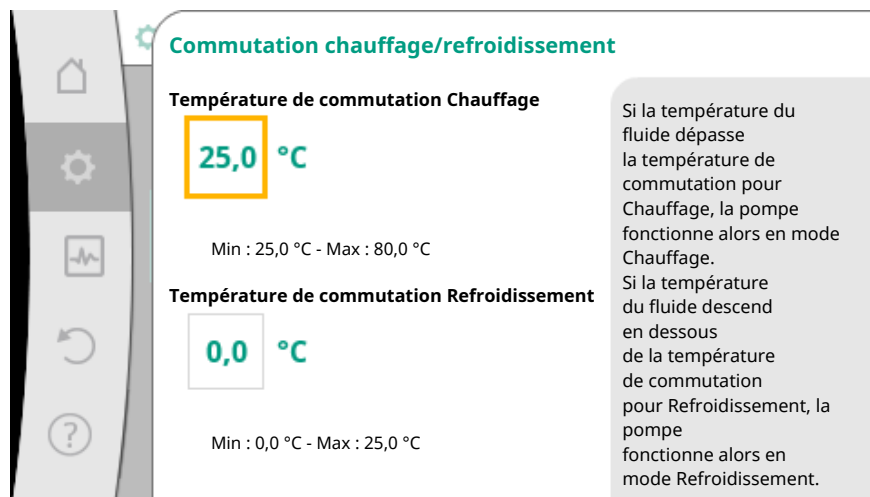 Commutation chauffage/refroidissement
Température de commutation Chauffage
25,0 °C
Min : 25,0 °C - Max : 80,0 °C
Température de commutation Refroidissement
0,0 °C
Min : 0,0 °C - Max : 25,0 °C
Si la température du
fluide dépasse
la température de
commutation pour
Chauffage, la pompe
fonctionne alors en mode
Chauffage.
Si la température
du fluide descend
en dessous
de la température
de commutation
pour Refroidissement, la
pompe
fonctionne alors en
mode Refroidissement.
?